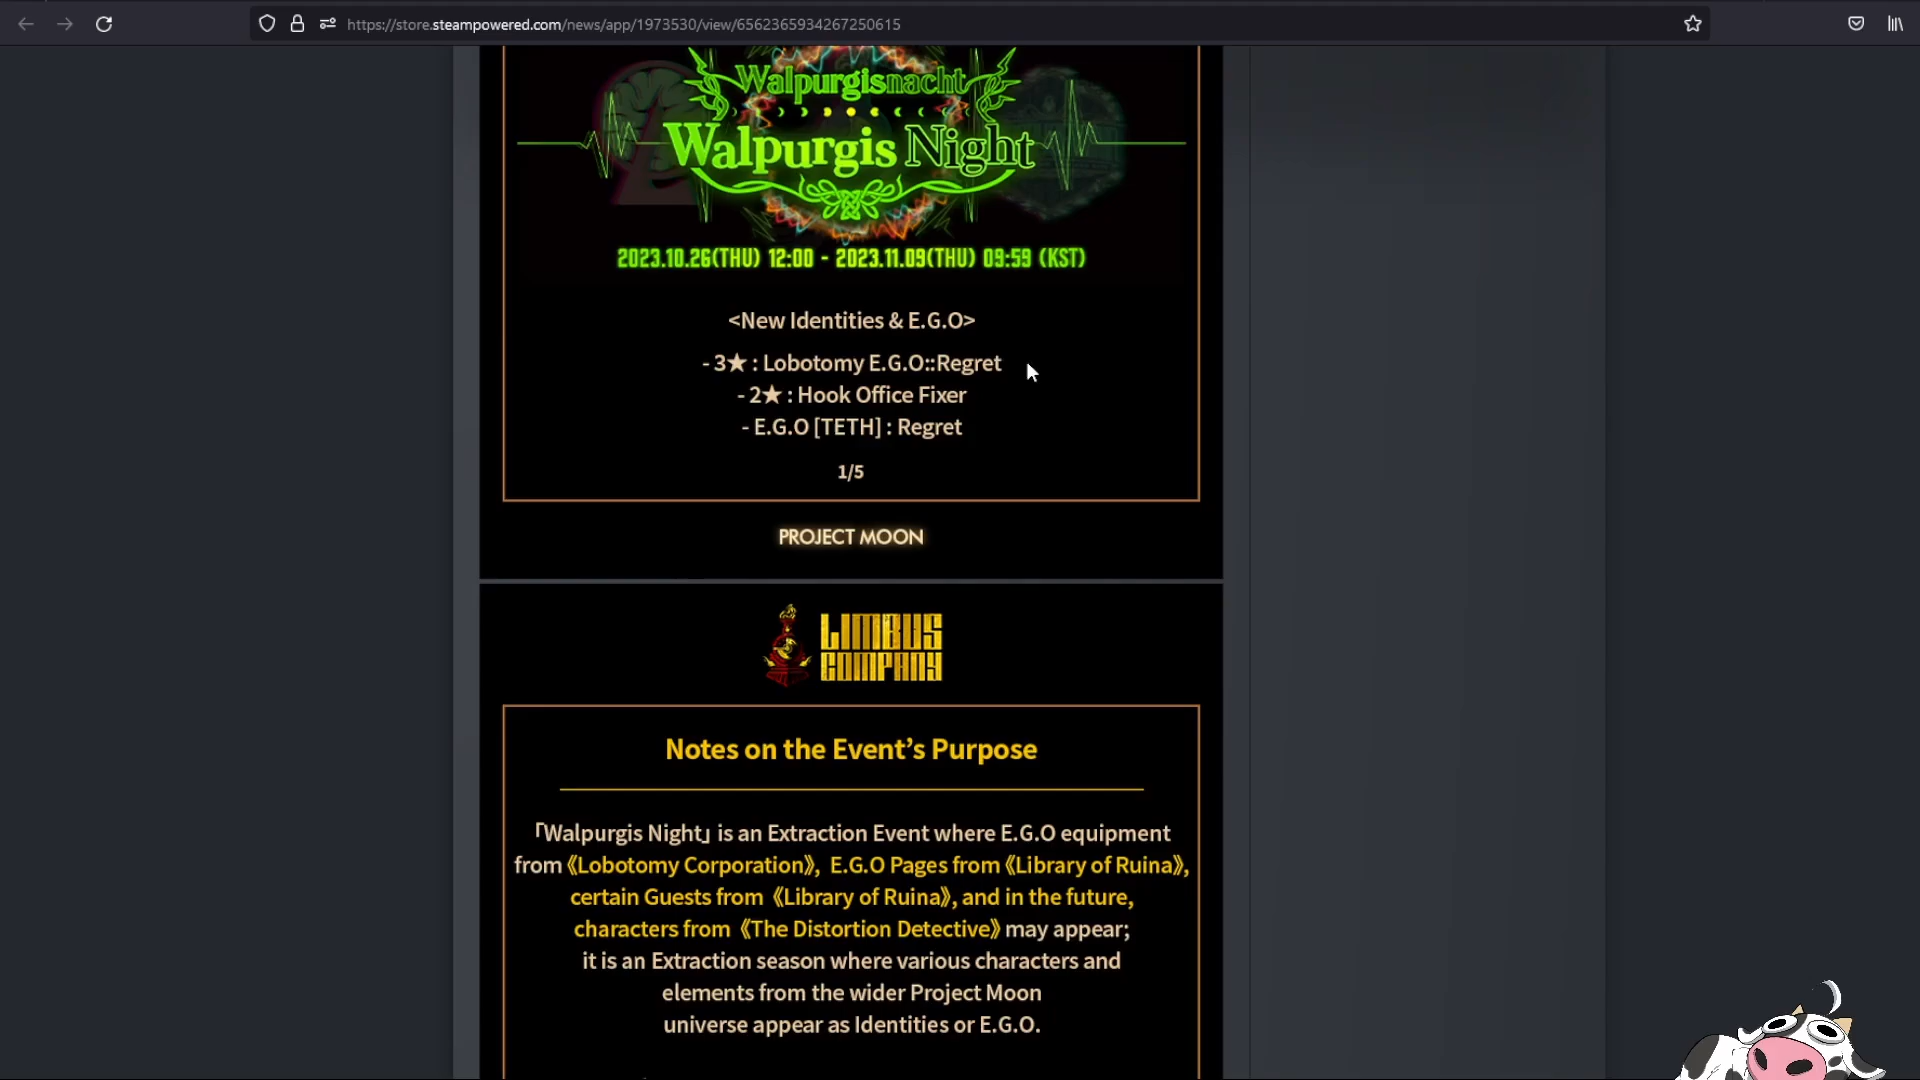 https://store.steampowered.com/news/app/1973530/view/6562365934267250615
Walpurgisnacht
Walpurgis Night
2023.10.26(THU) 12:00 - 2023.11.09(THU) 09:59 (KST)
<New Identities & E.G.O>
- 3★ : Lobotomy E.G.O::Regret
- 2★ : Hook Office Fixer
- E.G.O [TETH] : Regret
1/5
PROJECT MOON
LIMBUS
COMPANY
Notes on the Event’s Purpose
「Walpurgis Night」 is an Extraction Event where E.G.O equipment
from 《Lobotomy Corporation》, E.G.O Pages from 《Library of Ruina》,
certain Guests from 《Library of Ruina》, and in the future,
characters from 《The Distortion Detective》 may appear;
it is an Extraction season where various characters and
elements from the wider Project Moon
universe appear as Identities or E.G.O.